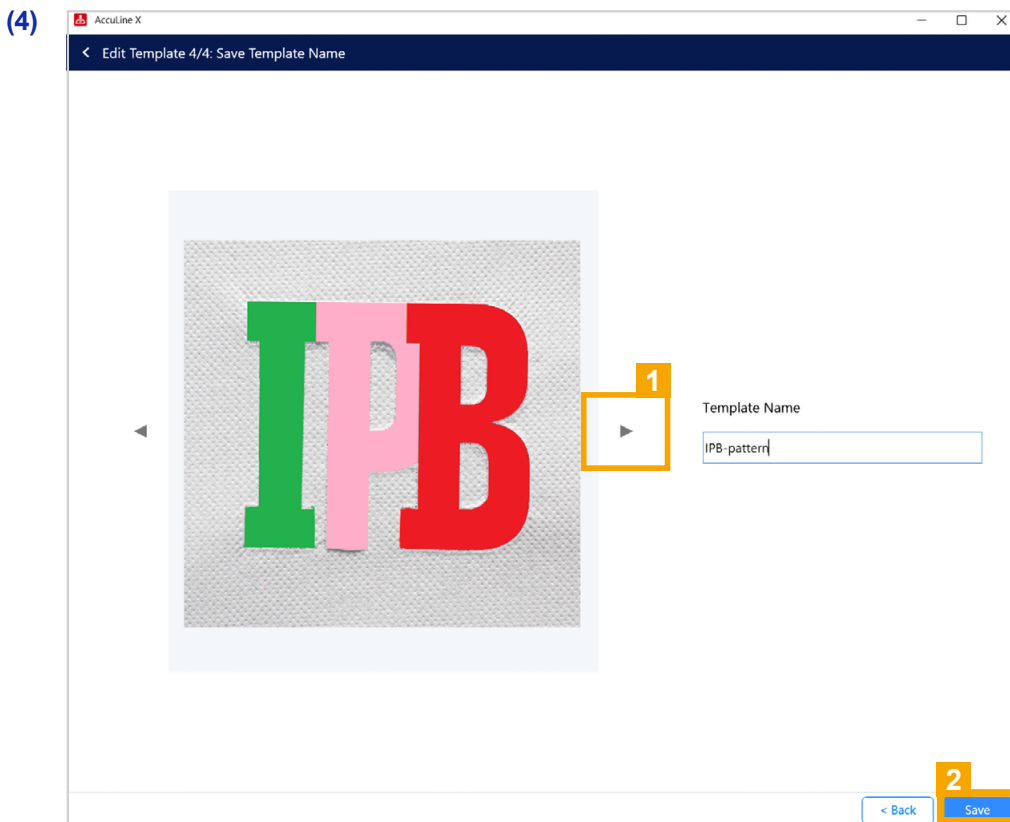 (4)
AccuLine X
Edit Template 4/4: Save Template Name
IPB
1
Template Name
IPB-pattern
2
< Back
Save